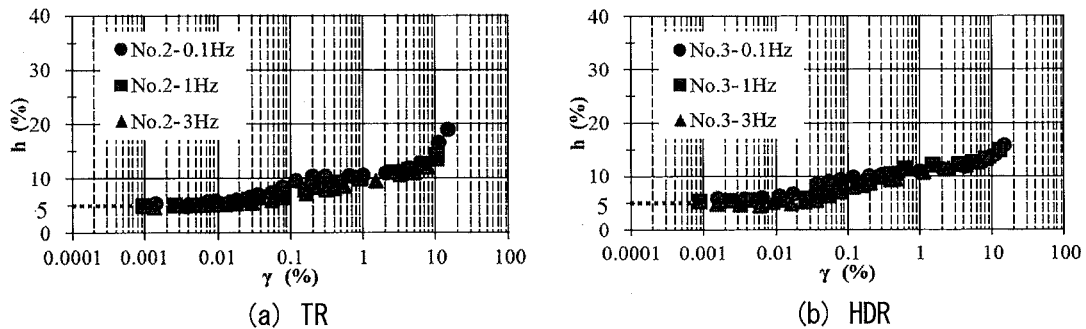 40
30
20
10
5
0
h (%)
No.2-0.1Hz
No.2-1Hz
No.2-3Hz
0.0001 0.001 0.01 0.1 1 10 100
γ (%)
(a) TR
40
30
20
10
5
0
h (%)
No.3-0.1Hz
No.3-1Hz
No.3-3Hz
0.0001 0.001 0.01 0.1 1 10 100
γ (%)
(b) HDR